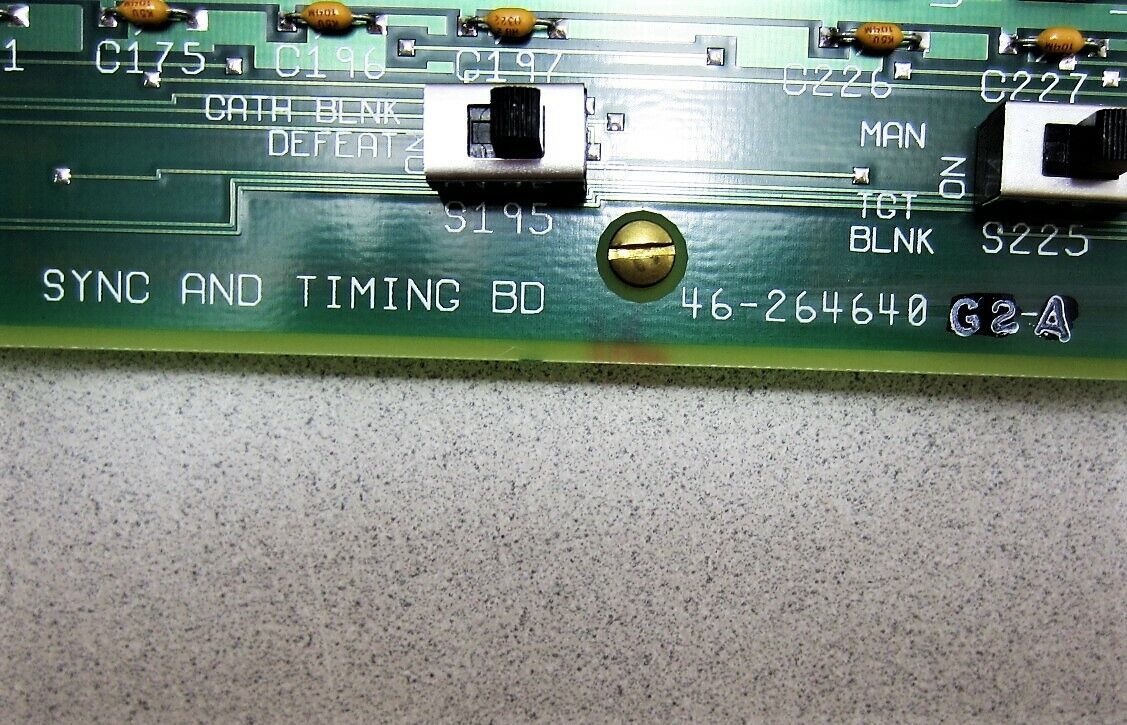 1 C175 C196 C197 C226 C227
CATH BLNK
DEFEAT
S195
MAN
ON
TGT
BLNK
S225
SYNC AND TIMING BD
46-264640 G2-A